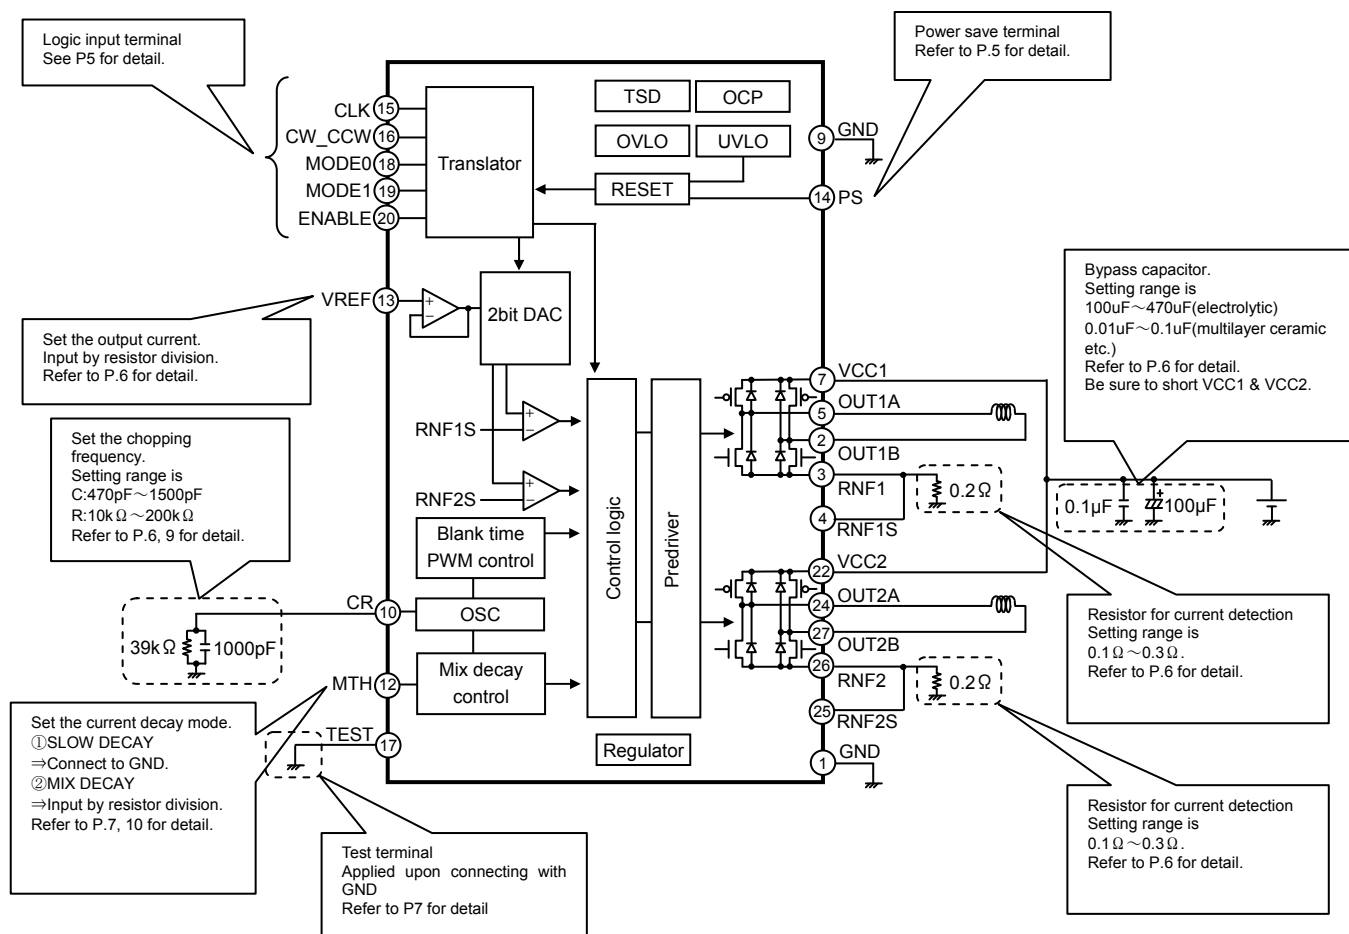 Logic input terminal
See P5 for detail.
Power save terminal
Refer to P.5 for detail.
CLK 15
CW_CCW 16
MODE0 18
MODE1 19
ENABLE 20
Translator
TSD
OCP
OVLO
UVLO
RESET
9 GND
14 PS
VREF 13
+
−
2bit DAC
Set the output current.
Input by resistor division.
Refer to P.6 for detail.
Bypass capacitor.
Setting range is
100uF～470uF(electrolytic)
0.01uF～0.1uF(multilayer ceramic
etc.)
Refer to P.6 for detail.
Be sure to short VCC1 & VCC2.
Set the chopping
frequency.
Setting range is
C:470pF～1500pF
R:10kΩ～200kΩ
Refer to P.6, 9 for detail.
RNF1S
+
−
RNF2S
+
−
Blank time
PWM control
OSC
Mix decay
control
Control logic
Predriver
Regulator
7 VCC1
5 OUT1A
2 OUT1B
3 RNF1
4 RNF1S
0.2Ω
0.1µF
+
100µF
22 VCC2
24 OUT2A
27 OUT2B
26 RNF2
25 RNF2S
0.2Ω
1 GND
CR 10
39kΩ
1000pF
MTH 12
TEST 17
Set the current decay mode.
①SLOW DECAY
⇒Connect to GND.
②MIX DECAY
⇒Input by resistor division.
Refer to P.7, 10 for detail.
Test terminal
Applied upon connecting with
GND
Refer to P7 for detail
Resistor for current detection
Setting range is
0.1Ω～0.3Ω.
Refer to P.6 for detail.
Resistor for current detection
Setting range is
0.1Ω～0.3Ω.
Refer to P.6 for detail.